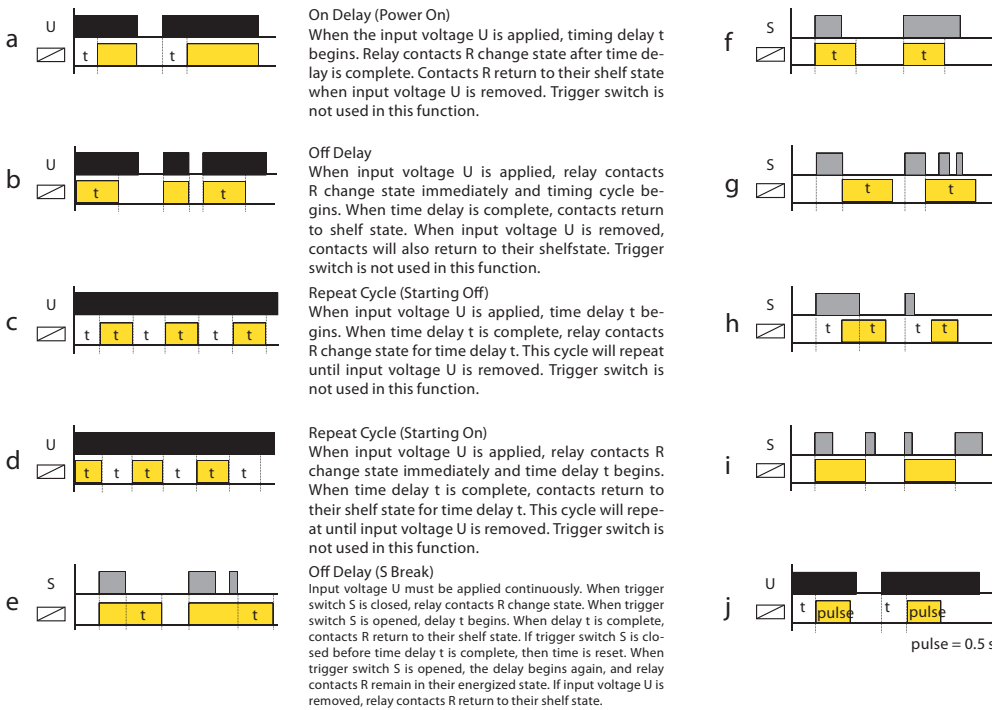 a
U
t
t
On Delay (Power On)
When the input voltage U is applied, timing delay t
begins. Relay contacts R change state after time de-
lay is complete. Contacts R return to their shelf state
when input voltage U is removed. Trigger switch is
not used in this function.
b
U
t
t
Off Delay
When input voltage U is applied, relay contacts
R change state immediately and timing cycle be-
gins. When time delay is complete, contacts return
to shelf state. When input voltage U is removed,
contacts will also return to their shelfstate. Trigger
switch is not used in this function.
c
U
t t t t t t
Repeat Cycle (Starting Off)
When input voltage U is applied, time delay t be-
gins. When time delay t is complete, relay contacts
R change state for time delay t. This cycle will repeat
until input voltage U is removed. Trigger switch is
not used in this function.
d
U
t t t t t t
Repeat Cycle (Starting On)
When input voltage U is applied, relay contacts R
change state immediately and time delay t begins.
When time delay t is complete, contacts return to
their shelf state for time delay t. This cycle will repe-
at until input voltage U is removed. Trigger switch is
not used in this function.
e
S
t
t
Off Delay (S Break)
Input voltage U must be applied continuously. When trigger
switch S is closed, relay contacts R change state. When trigger
switch S is opened, delay t begins. When delay t is complete,
contacts R return to their shelf state. If trigger switch S is clo-
sed before time delay t is complete, then time is reset. When
trigger switch S is opened, the delay begins again, and relay
contacts R remain in their energized state. If input voltage U is
removed, relay contacts R return to their shelf state.
f
S
t
t
g
S
t
t
h
S
t t t t
i
S
j
U
t pulse t pulse
pulse = 0.5 s